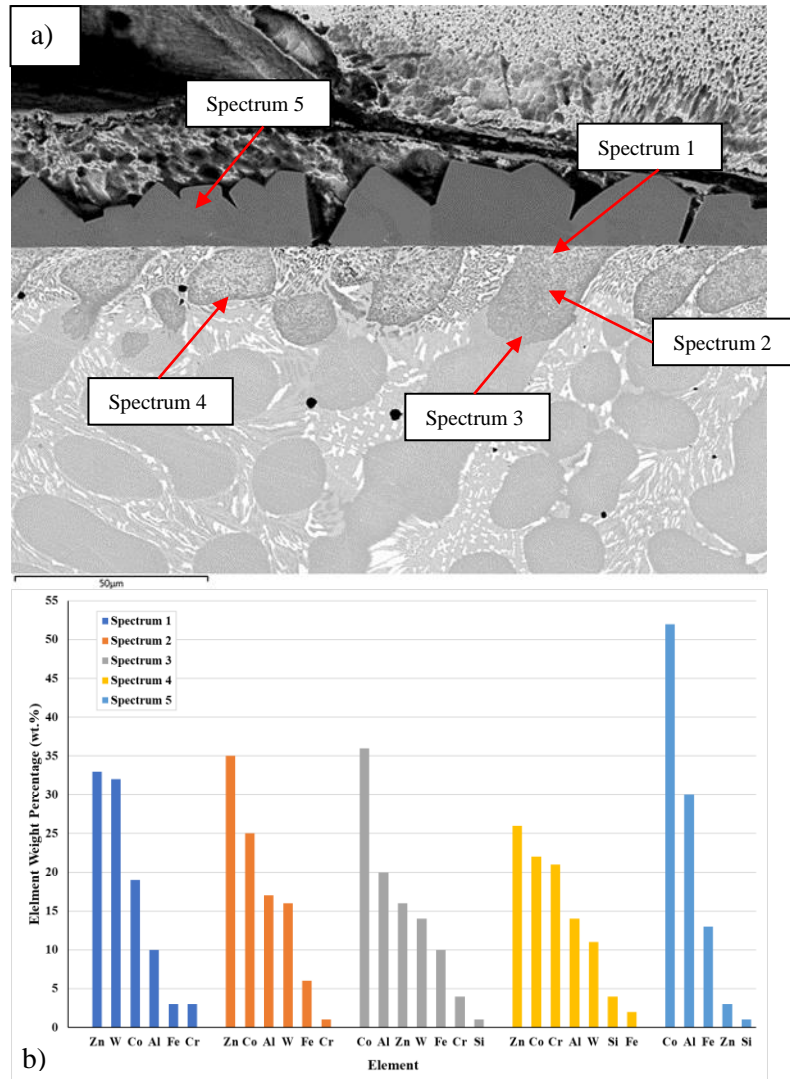 a)
Spectrum 5
Spectrum 1
Spectrum 2
Spectrum 4
Spectrum 3
50μm
55
50
45
40
35
30
25
20
15
10
5
0
Elelment Weight Percentage (wt.%)
Spectrum 1
Spectrum 2
Spectrum 3
Spectrum 4
Spectrum 5
Zn W Co Al Fe Cr Zn Co Al W Fe Cr Co Al Zn W Fe Cr Si Zn Co Cr Al W Si Fe Co Al Fe Zn Si
Element
b)